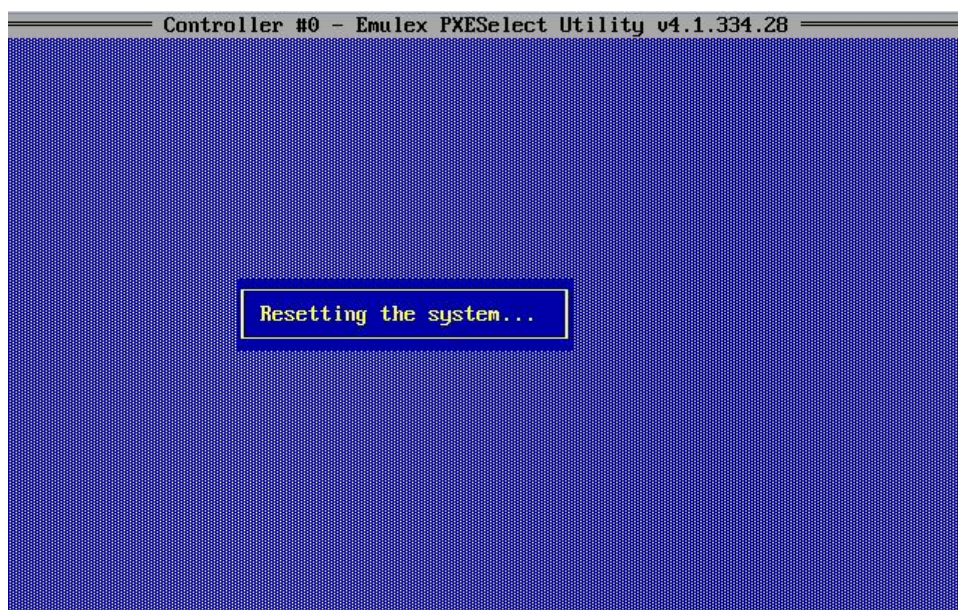 Controller #0 - Emulex PXESelect Utility v4.1.334.28
Resetting the system...